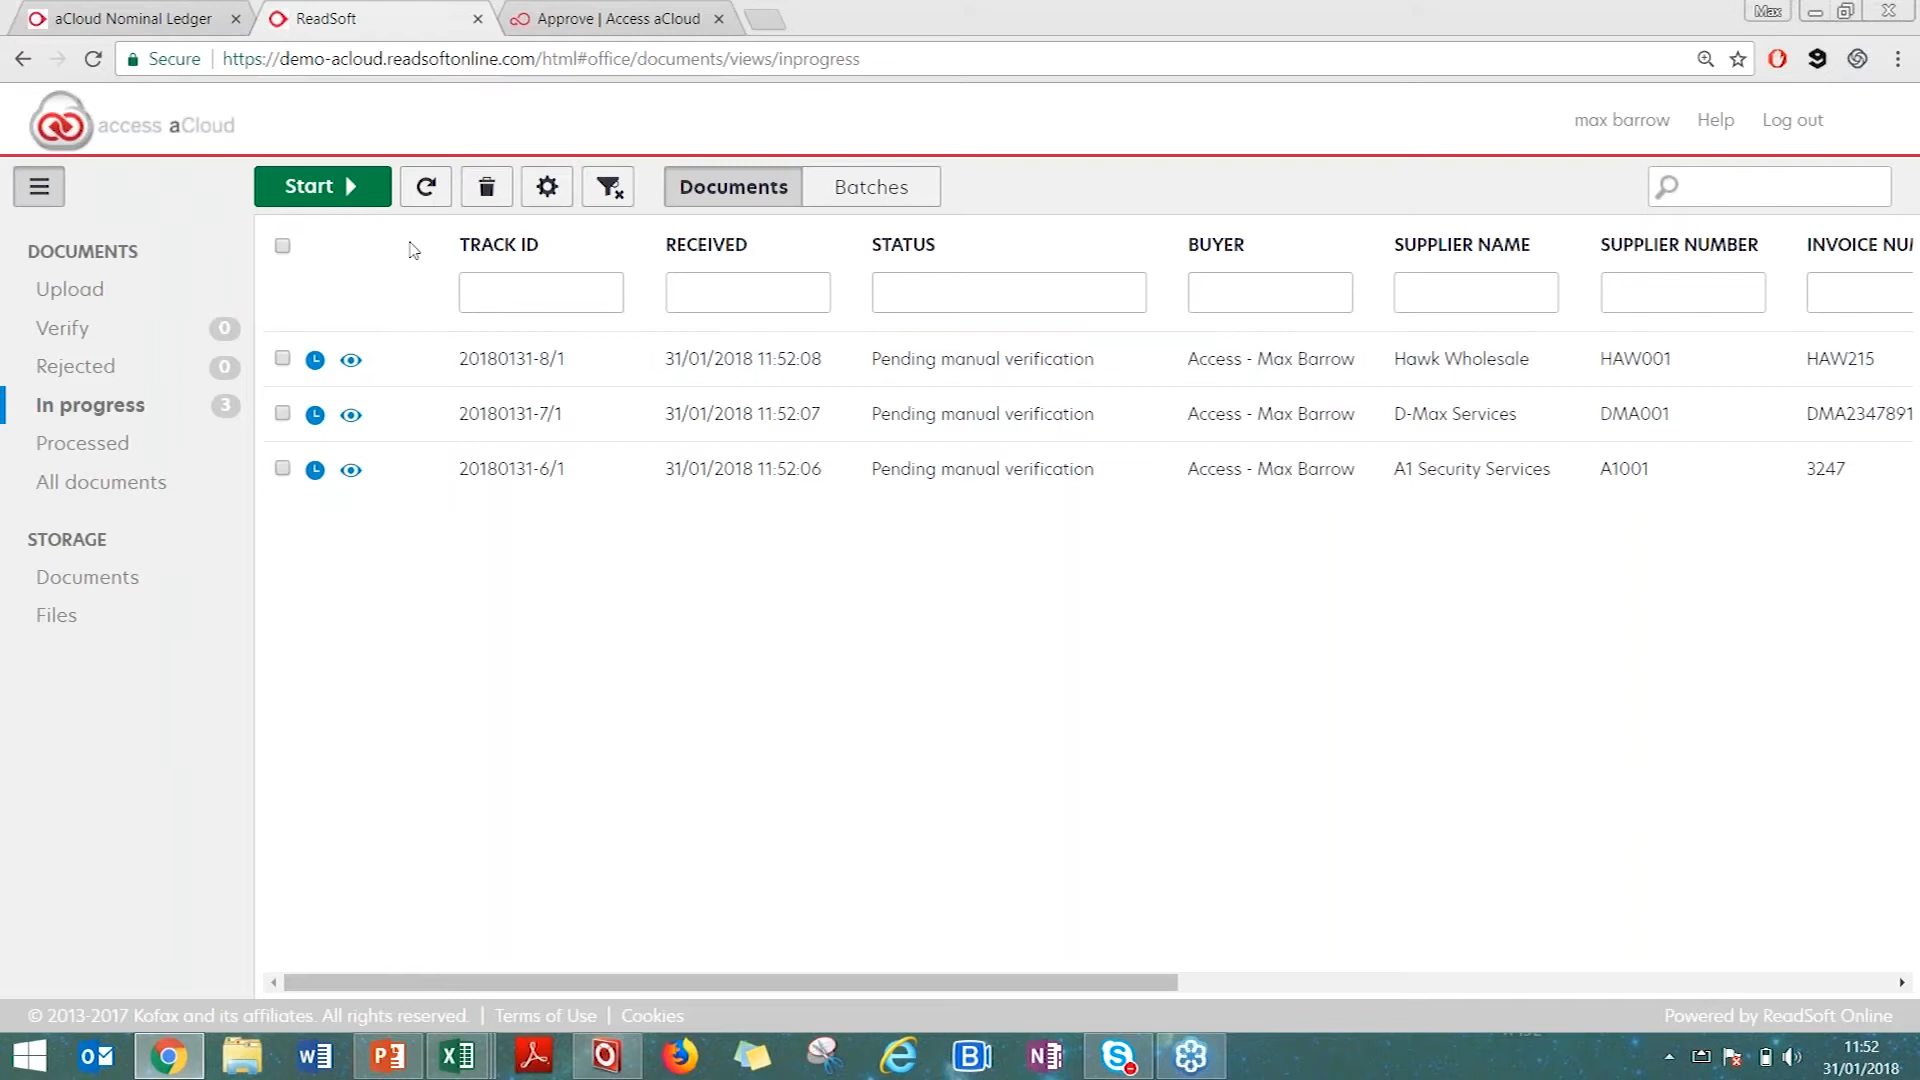 aCloud Nominal Ledger
ReadSoft
Approve | Access aCloud
Max
Secure
https://demo-acloud.readsoftonline.com/html#office/documents/views/inprogress
access aCloud
max barrow
Help
Log out
Start
Documents
Batches
DOCUMENTS
Upload
Verify 0
Rejected 0
In progress 3
Processed
All documents
STORAGE
Documents
Files
TRACK ID RECEIVED STATUS BUYER SUPPLIER NAME SUPPLIER NUMBER INVOICE NUM
20180131-8/1 31/01/2018 11:52:08 Pending manual verification Access - Max Barrow Hawk Wholesale HAW001 HAW215
20180131-7/1 31/01/2018 11:52:07 Pending manual verification Access - Max Barrow D-Max Services DMA001 DMA2347891
20180131-6/1 31/01/2018 11:52:06 Pending manual verification Access - Max Barrow A1 Security Services A1001 3247
© 2013-2017 Kofax and its affiliates. All rights reserved. | Terms of Use | Cookies
Powered by ReadSoft Online
11:52
31/01/2018